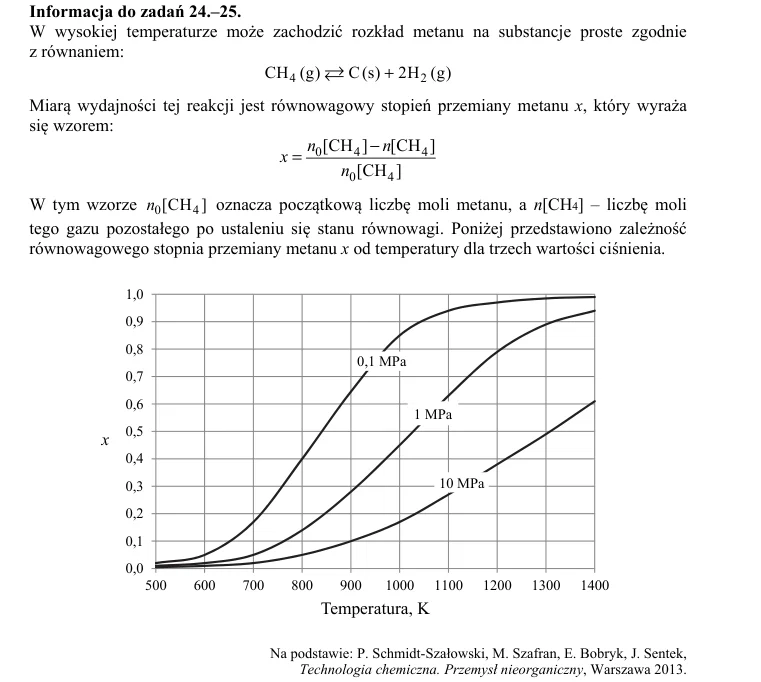 Informacja do zadań 24.–25.
W wysokiej temperaturze może zachodzić rozkład metanu na substancje proste zgodnie
z równaniem:
CH₄ (g) ⇄ C (s) + 2H₂ (g)
Miarą wydajności tej reakcji jest równowagowy stopień przemiany metanu x, który wyraża
się wzorem:
x = (n₀[CH₄] − n[CH₄]) / n₀[CH₄]
W tym wzorze n₀[CH₄] oznacza początkową liczbę moli metanu, a n[CH₄] – liczbę moli
tego gazu pozostałego po ustaleniu się stanu równowagi. Poniżej przedstawiono zależność
równowagowego stopnia przemiany metanu x od temperatury dla trzech wartości ciśnienia.
1,0
0,9
0,8
0,1 MPa
0,7
0,6
1 MPa
0,5
x
0,4
0,3
10 MPa
0,2
0,1
0,0
500 600 700 800 900 1000 1100 1200 1300 1400
Temperatura, K
Na podstawie: P. Schmidt-Szałowski, M. Szafran, E. Bobryk, J. Sentek,
Technologia chemiczna. Przemysł nieorganiczny, Warszawa 2013.